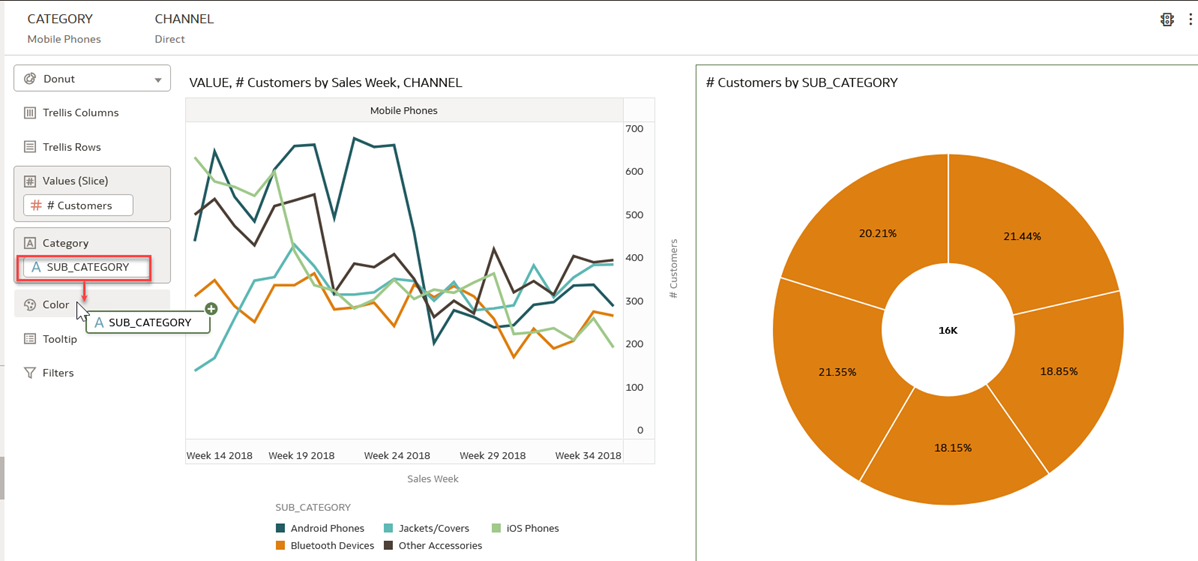 CATEGORY CHANNEL
Mobile Phones Direct
Donut
Trellis Columns
Trellis Rows
Values (Slice)
# # Customers
Category
A SUB_CATEGORY
Color
A SUB_CATEGORY
Tooltip
Filters
VALUE, # Customers by Sales Week, CHANNEL
Mobile Phones
700
600
500
400
300
200
100
0
# Customers
Week 14 2018 Week 19 2018 Week 24 2018 Week 29 2018 Week 34 2018
Sales Week
SUB_CATEGORY
Android Phones Jackets/Covers iOS Phones
Bluetooth Devices Other Accessories
# Customers by SUB_CATEGORY
20.21% 21.44%
16K
21.35% 18.85%
18.15%